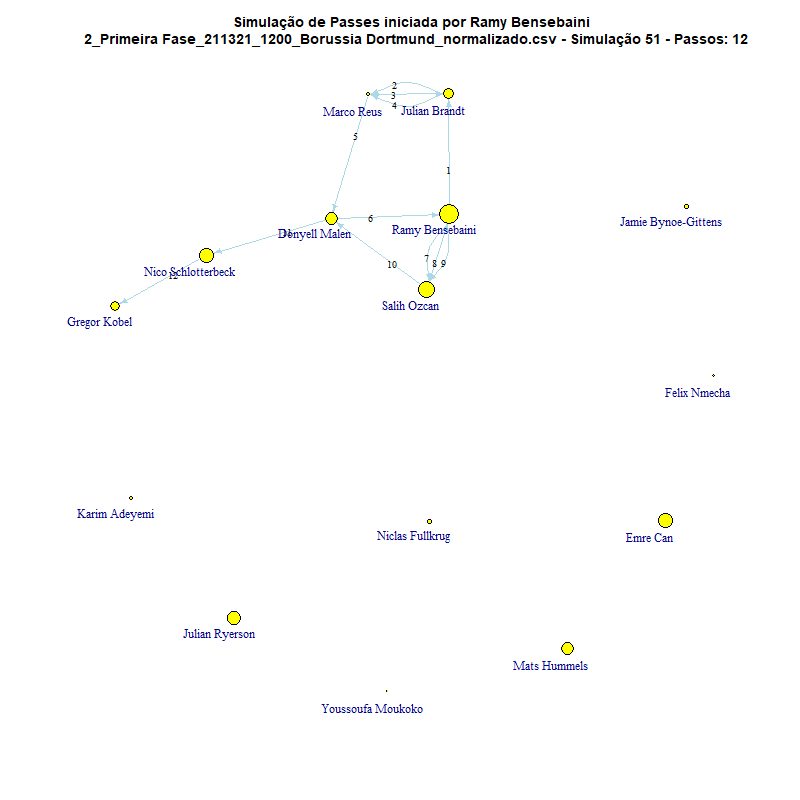 Simulação de Passes iniciada por Ramy Bensebaini
2_Primeira Fase_211321_1200_Borussia Dortmund_normalizado.csv - Simulação 51 - Passos: 12
2
3
4
Marco Reus
Julian Brandt
5
1
Jamie Bynoe-Gittens
6
Ramy Bensebaini
Donyell Malen
11
7
8
9
10
Nico Schlotterbeck
12
Salih Ozcan
Gregor Kobel
Felix Nmecha
Karim Adeyemi
Niclas Fullkrug
Emre Can
Julian Ryerson
Mats Hummels
Youssoufa Moukoko